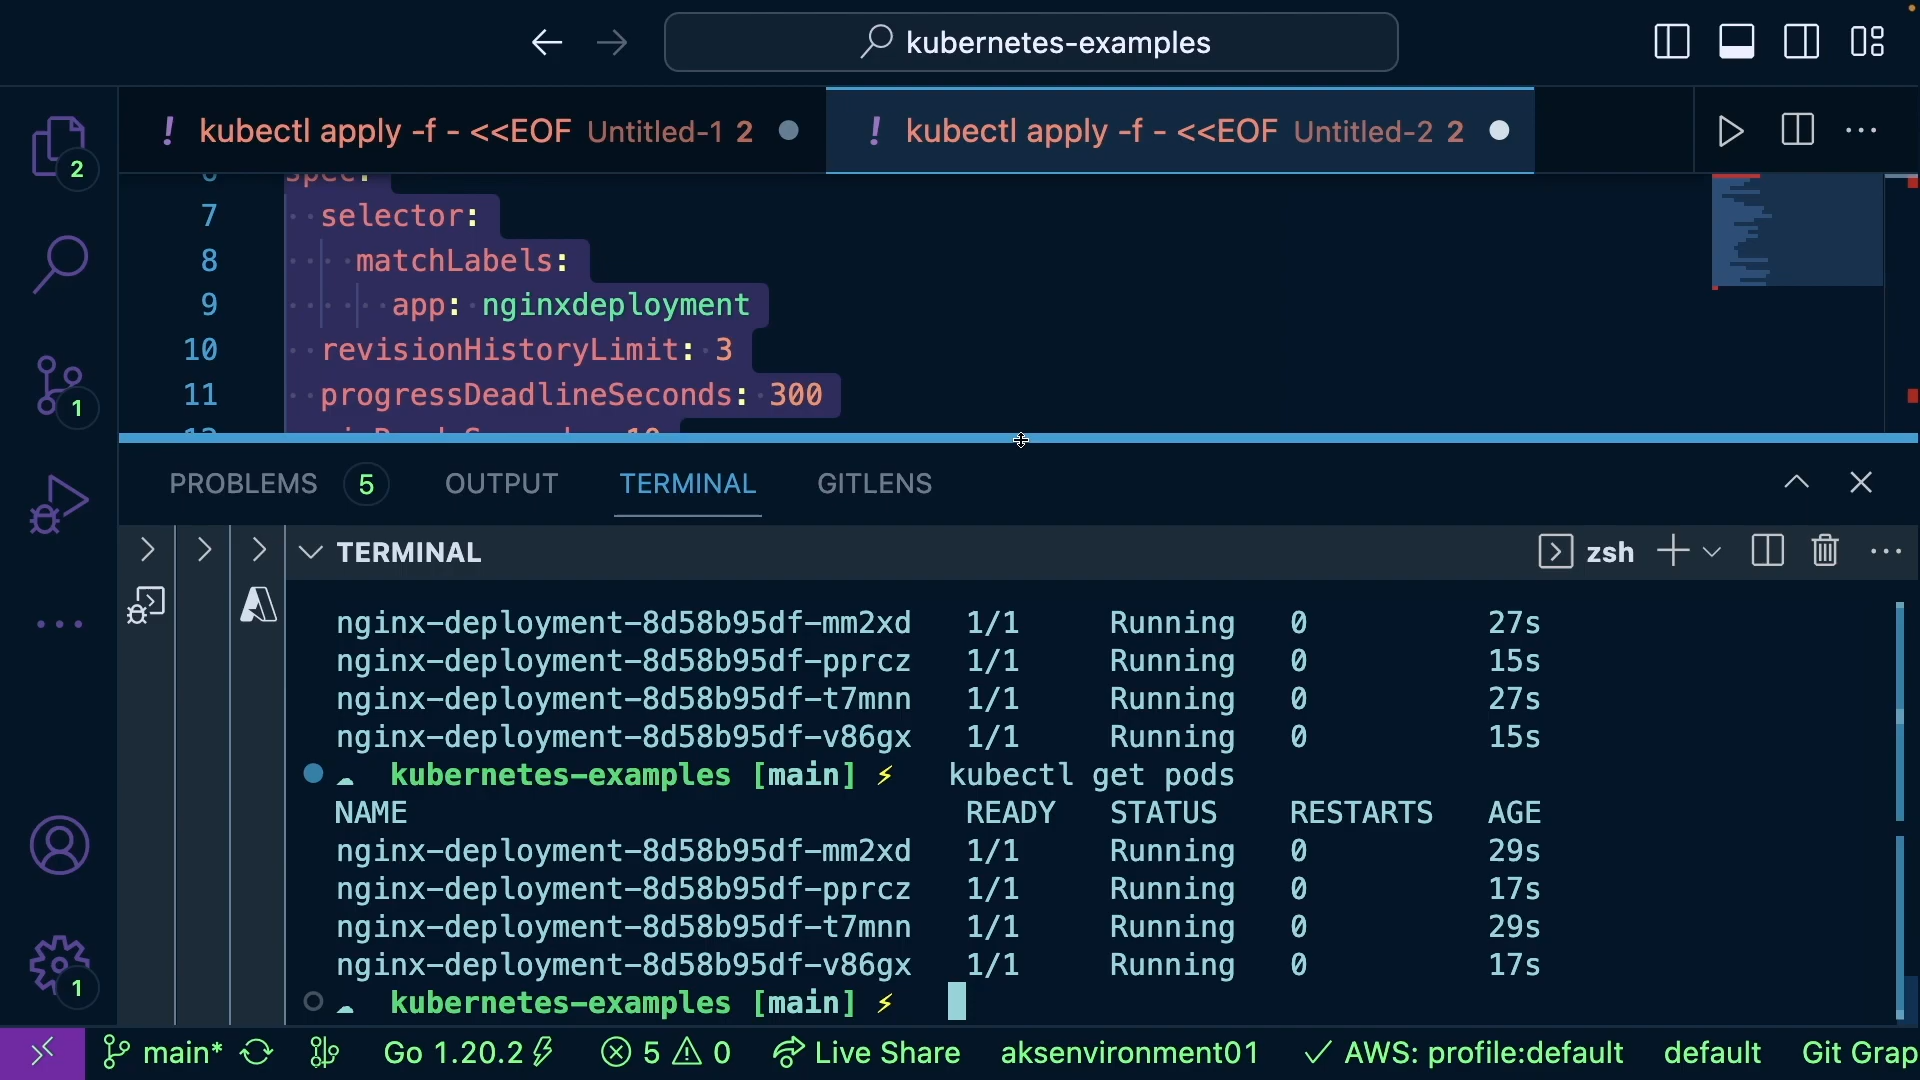 kubernetes-examples
! kubectl apply -f - <<EOF Untitled-1 2
! kubectl apply -f - <<EOF Untitled-2 2
2
spec:
7 selector:
8 matchLabels:
9 app: nginxdeployment
10 revisionHistoryLimit: 3
11 progressDeadlineSeconds: 300
1
PROBLEMS 5 OUTPUT TERMINAL GITLENS
TERMINAL zsh
nginx-deployment-8d58b95df-mm2xd 1/1 Running 0 27s
nginx-deployment-8d58b95df-pprcz 1/1 Running 0 15s
nginx-deployment-8d58b95df-t7mnn 1/1 Running 0 27s
nginx-deployment-8d58b95df-v86gx 1/1 Running 0 15s
kubernetes-examples [main] ⚡ kubectl get pods
NAME READY STATUS RESTARTS AGE
nginx-deployment-8d58b95df-mm2xd 1/1 Running 0 29s
nginx-deployment-8d58b95df-pprcz 1/1 Running 0 17s
nginx-deployment-8d58b95df-t7mnn 1/1 Running 0 29s
nginx-deployment-8d58b95df-v86gx 1/1 Running 0 17s
kubernetes-examples [main] ⚡
1
main* Go 1.20.2 5 0 Live Share aksenvironment01 AWS: profile:default default Git Grap